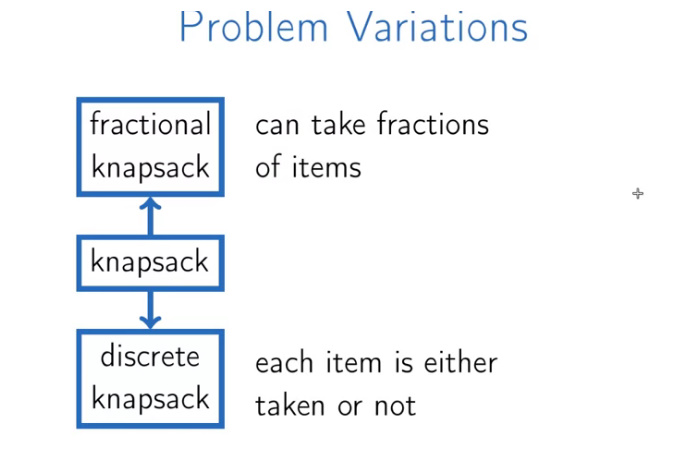 Problem Variations
fractional
knapsack
can take fractions
of items
knapsack
discrete
knapsack
each item is either
taken or not